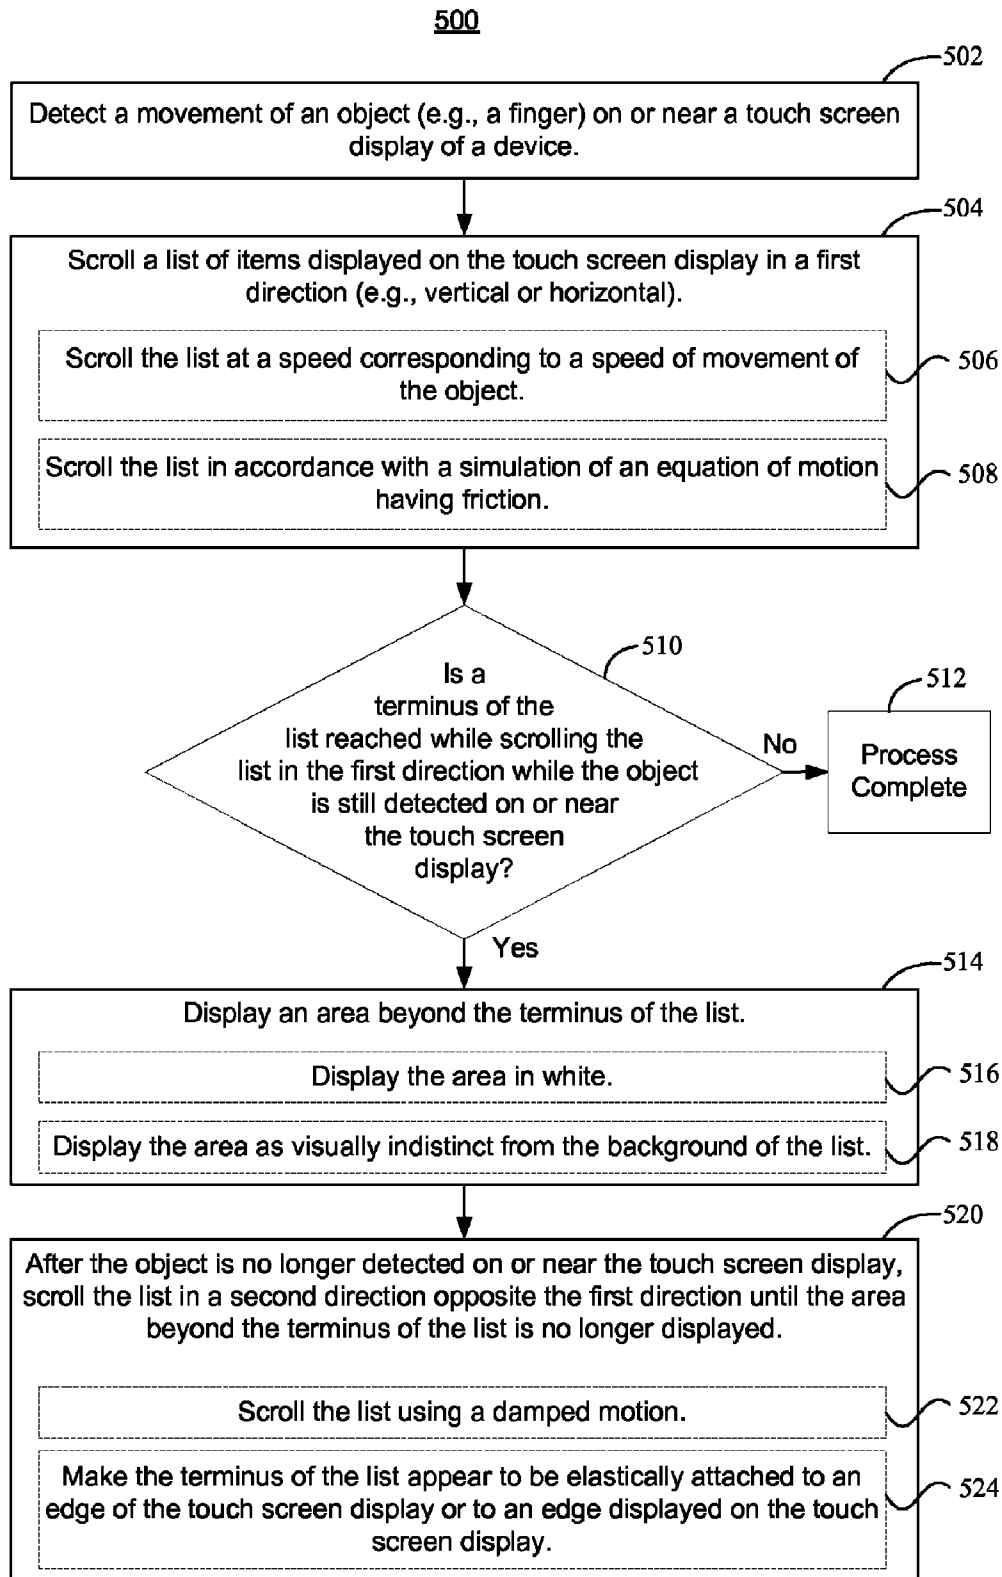 500
502
Detect a movement of an object (e.g., a finger) on or near a touch screen
display of a device.
504
Scroll a list of items displayed on the touch screen display in a first
direction (e.g., vertical or horizontal).
Scroll the list at a speed corresponding to a speed of movement of
the object.
506
Scroll the list in accordance with a simulation of an equation of motion
having friction.
508
510
Is a
terminus of the
list reached while scrolling the
list in the first direction while the object
is still detected on or near
the touch screen
display?
No
512
Process
Complete
Yes
514
Display an area beyond the terminus of the list.
Display the area in white.
516
Display the area as visually indistinct from the background of the list.
518
520
After the object is no longer detected on or near the touch screen display,
scroll the list in a second direction opposite the first direction until the area
beyond the terminus of the list is no longer displayed.
Scroll the list using a damped motion.
522
Make the terminus of the list appear to be elastically attached to an
edge of the touch screen display or to an edge displayed on the touch
screen display.
524